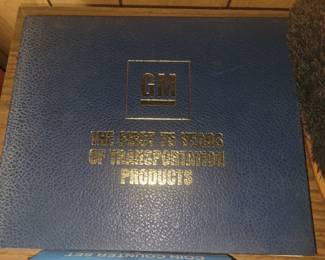 GM
THE FIRST 75 YEARS
OF TRANSPORTATION
PRODUCTS
COIN COUNTER SET